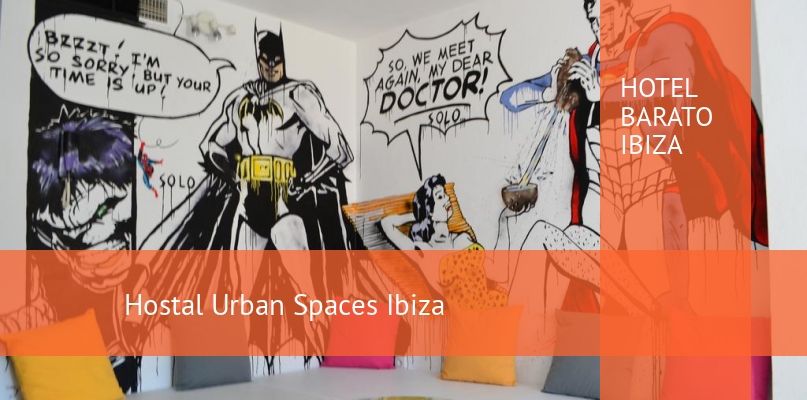 BZZZT! I'M
SO SORRY, BUT YOUR
TIME IS UP!
SO, WE MEET
AGAIN, MY DEAR
DOCTOR!
SOLO
SOLO
HOTEL
BARATO
IBIZA
Hostal Urban Spaces Ibiza